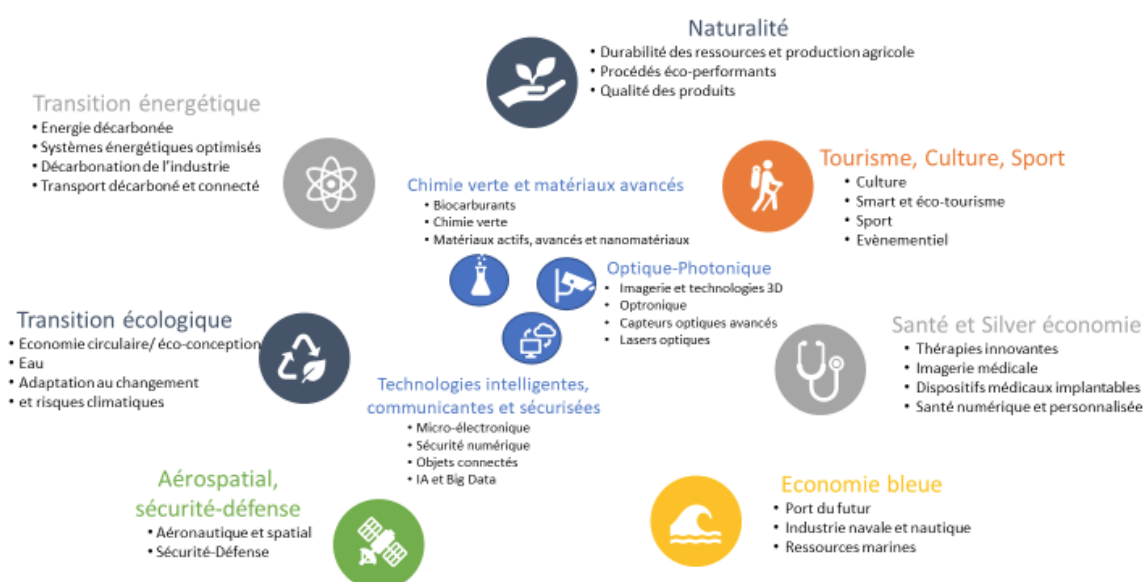 Naturalité
• Durabilité des ressources et production agricole
• Procédés éco-performants
• Qualité des produits
Transition énergétique
• Energie décarbonée
• Systèmes énergétiques optimisés
• Décarbonation de l'industrie
• Transport décarboné et connecté
Chimie verte et matériaux avancés
• Biocarburants
• Chimie verte
• Matériaux actifs, avancés et nanomatériaux
Tourisme, Culture, Sport
• Culture
• Smart et éco-tourisme
• Sport
• Evènementiel
Optique-Photonique
• Imagerie et technologies 3D
• Optronique
• Capteurs optiques avancés
• Lasers optiques
Transition écologique
• Economie circulaire/ éco-conception
• Eau
• Adaptation au changement
• et risques climatiques
Santé et Silver économie
• Thérapies innovantes
• Imagerie médicale
• Dispositifs médicaux implantables
• Santé numérique et personnalisée
Technologies intelligentes,
communicantes et sécurisées
• Micro-électronique
• Sécurité numérique
• Objets connectés
• IA et Big Data
Aérospatial,
sécurité-défense
• Aéronautique et spatial
• Sécurité-Défense
Economie bleue
• Port du futur
• Industrie navale et nautique
• Ressources marines